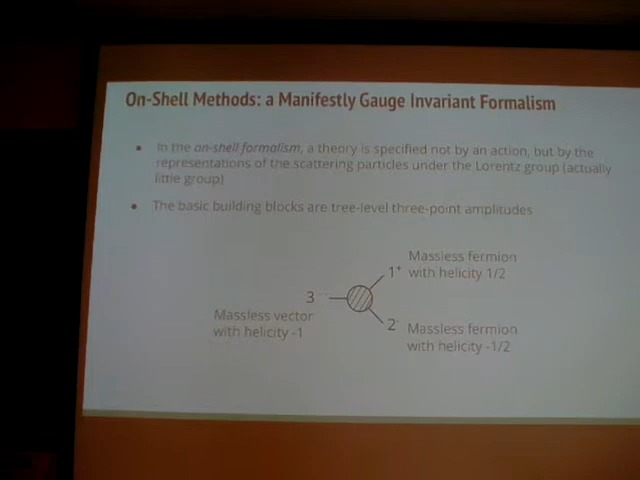 On-Shell Methods: a Manifestly Gauge Invariant Formalism
• In the on-shell formalism, a theory is specified not by an action, but by the
representations of the scattering particles under the Lorentz group (actually
little group)
• The basic building blocks are tree-level three-point amplitudes
Massless fermion
1⁺ with helicity 1/2
3
Massless vector
with helicity -1
2⁻ Massless fermion
with helicity -1/2